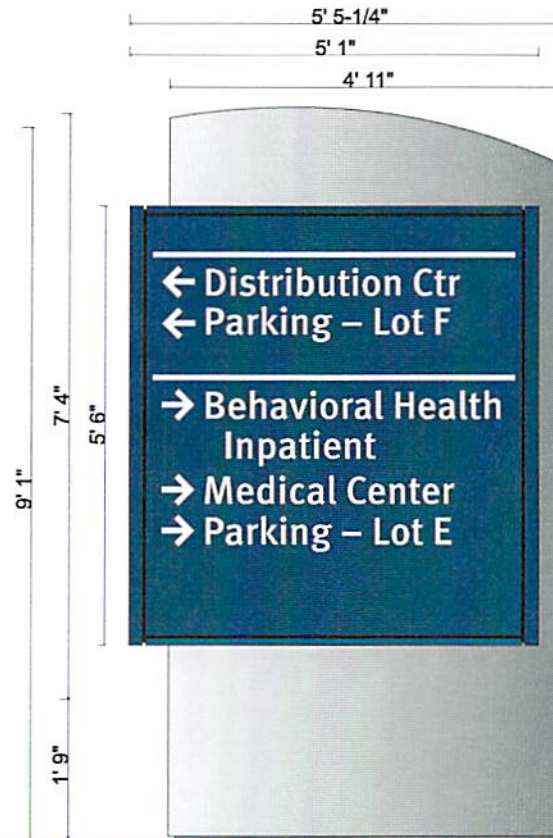 5' 5-1/4"
5' 1"
4' 11"
9' 1"
7' 4"
5' 6"
1' 9"
← Distribution Ctr
← Parking – Lot F
→ Behavioral Health
Inpatient
→ Medical Center
→ Parking – Lot E